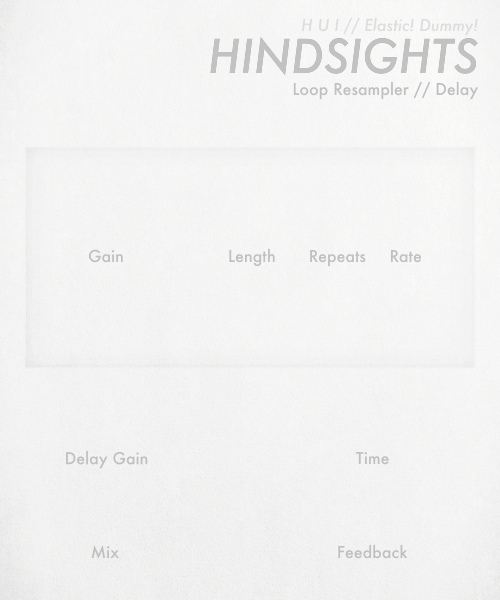 H U I // Elastic! Dummy!
HINDSIGHTS
Loop Resampler // Delay
Gain Length Repeats Rate
Delay Gain Time
Mix Feedback